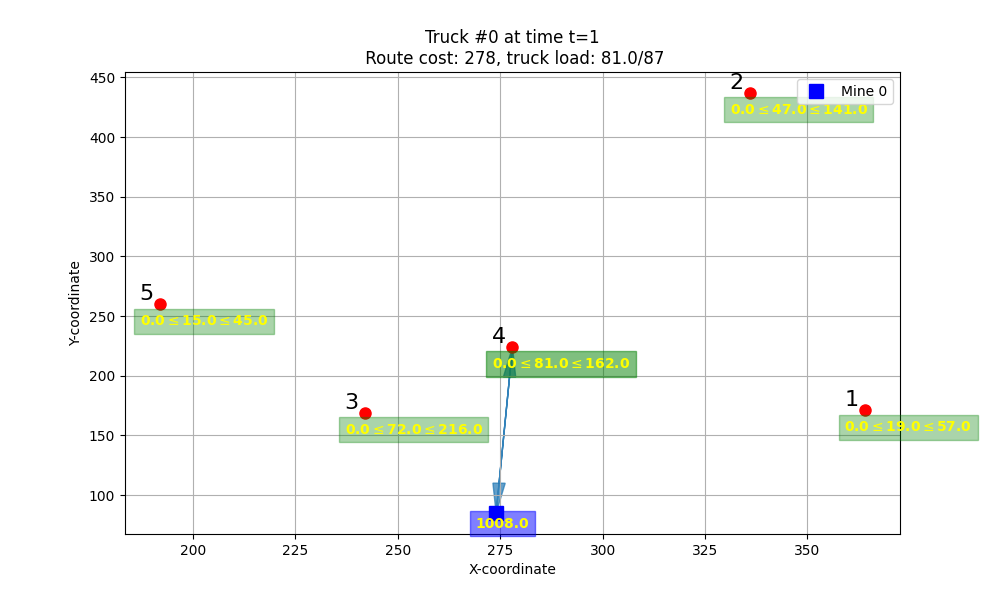 Truck #0 at time t=1
Route cost: 278, truck load: 81.0/87
Y-coordinate
450
400
350
300
250
200
150
100
2
Mine 0
0.0 ≤ 47.0 ≤ 141.0
5
0.0 ≤ 15.0 ≤ 45.0
4
0.0 ≤ 81.0 ≤ 162.0
3
0.0 ≤ 72.0 ≤ 216.0
1
0.0 ≤ 19.0 ≤ 57.0
1008.0
200
225
250
275
300
325
350
X-coordinate